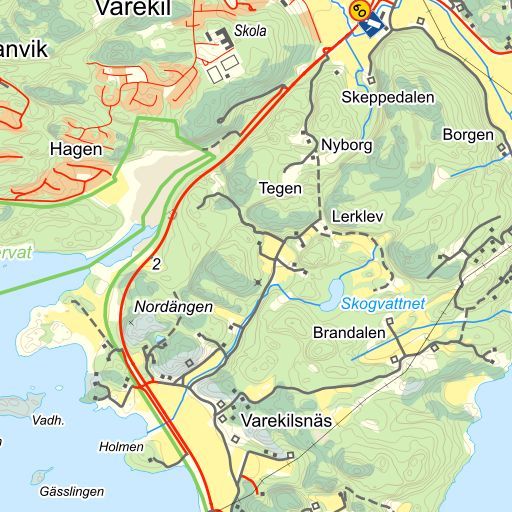 Varekil
60
Skola
anvik
Skeppedalen
Borgen
Nyborg
Hagen
Tegen
Lerklev
ervat
2
Nordängen
Skogvattnet
Brandalen
Vadh.
Varekilsnäs
Holmen
Gässlingen